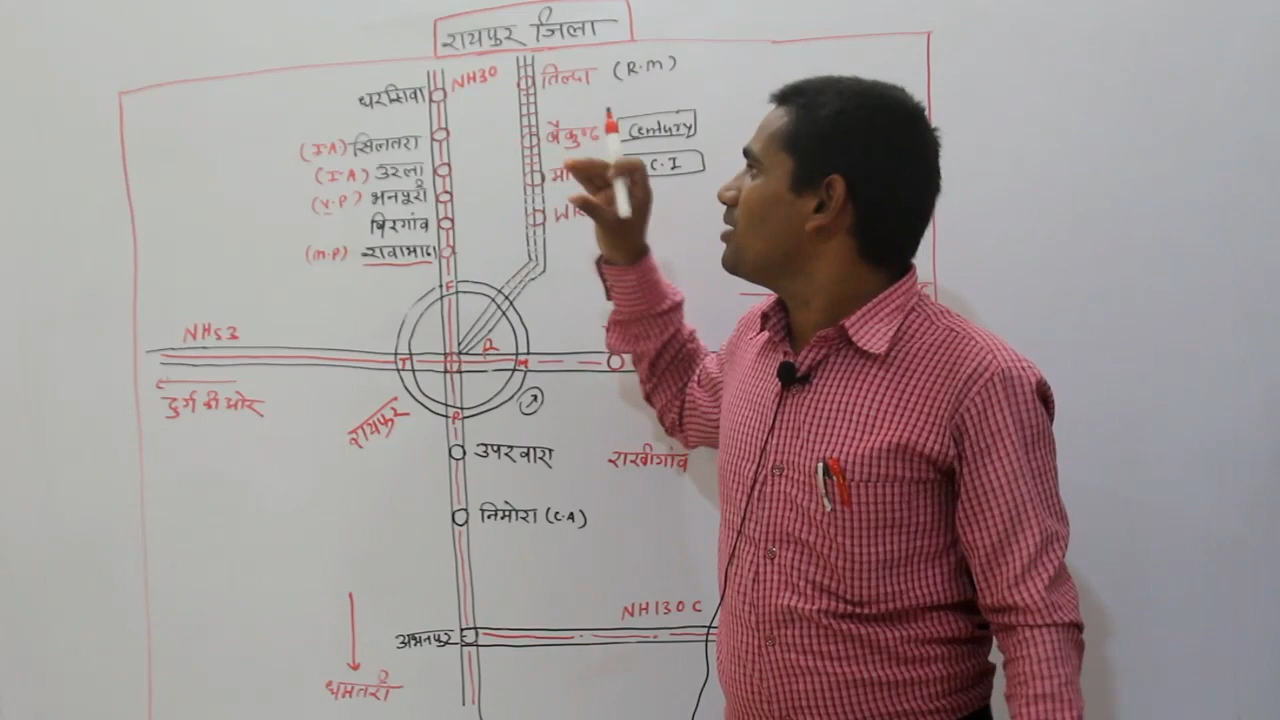 रायपुर जिला
NH30
तिल्दा (R.M)
धरसिवा
बैकुण्ठ Century
(I-A) सिलतरा
C.I
(I-A) उरला
(V.P) भनपुरी
बिरगांव
(M.P) रावाभाटा
F
NH53
R
T
M
दुर्ग की ओर
रायपुर
P
उपरवारा
राखीगांव
निमोरा (C.A)
NH130C
अभनपुर
धमतरी